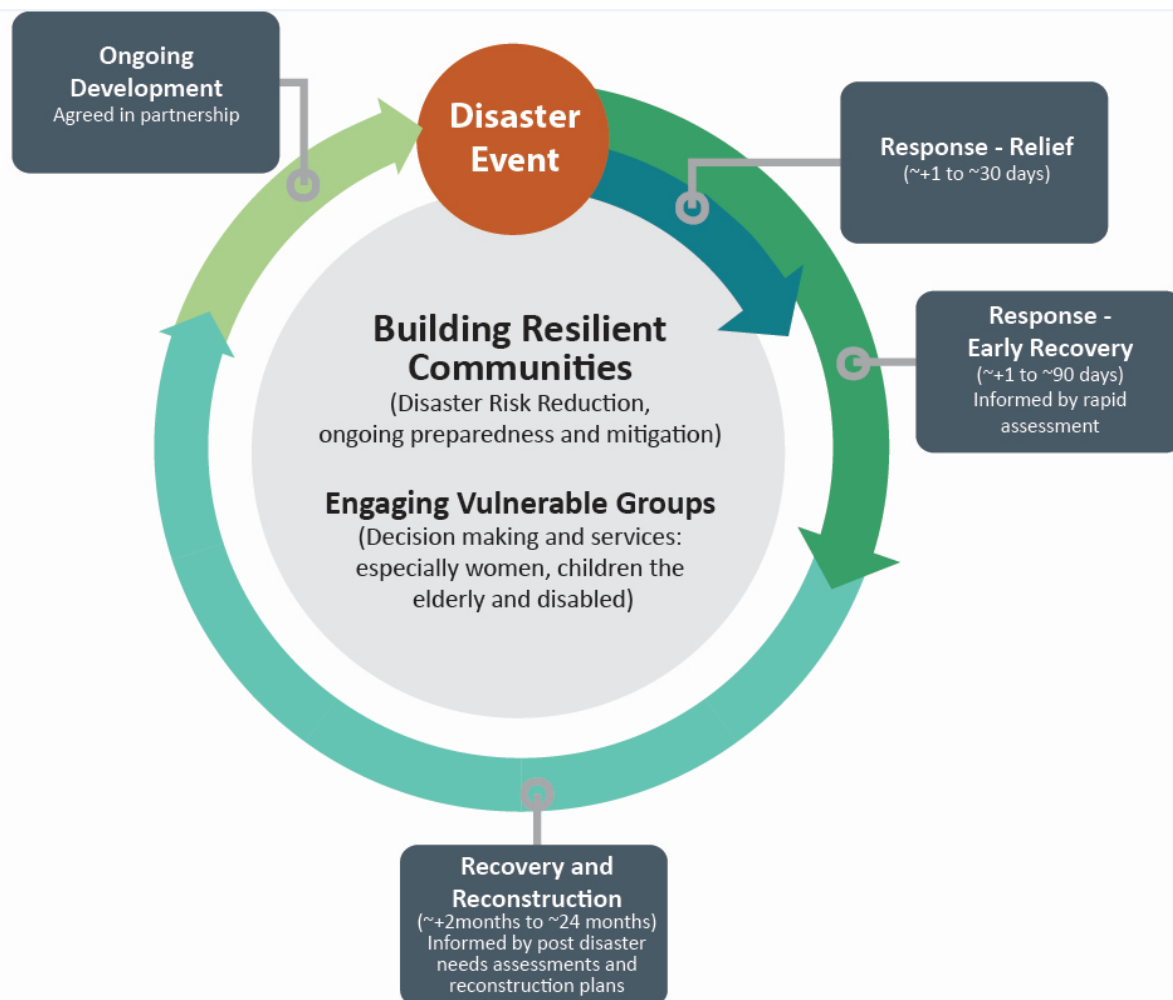 Ongoing
Development
Agreed in partnership
Disaster
Event
Response - Relief
(~+1 to ~30 days)
Response -
Early Recovery
(~+1 to ~90 days)
Informed by rapid
assessment
Building Resilient
Communities
(Disaster Risk Reduction,
ongoing preparedness and mitigation)
Engaging Vulnerable Groups
(Decision making and services:
especially women, children the
elderly and disabled)
Recovery and
Reconstruction
(~+2months to ~24 months)
Informed by post disaster
needs assessments and
reconstruction plans